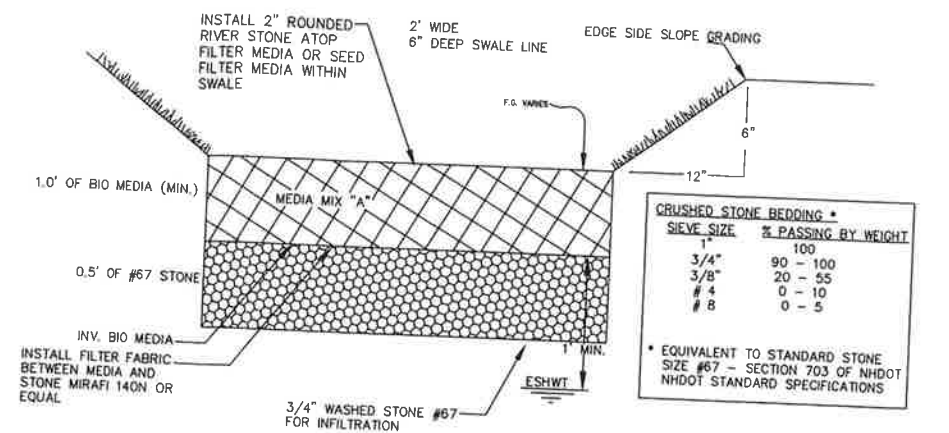 INSTALL 2" ROUNDED
RIVER STONE ATOP
FILTER MEDIA OR SEED
FILTER MEDIA WITHIN
SWALE
2' WIDE
6" DEEP SWALE LINE
EDGE SIDE SLOPE GRADING
F.G. VARIES
6"
12"
1.0' OF BIO MEDIA (MIN.)
MEDIA MIX "A"
0.5' OF #67 STONE
INV. BIO MEDIA
INSTALL FILTER FABRIC
BETWEEN MEDIA AND
STONE MIRAFI 140N OR
EQUAL
3/4" WASHED STONE #67
FOR INFILTRATION
1' MIN.
ESHWT
CRUSHED STONE BEDDING *
SIEVE SIZE % PASSING BY WEIGHT
1" 100
3/4" 90 - 100
3/8" 20 - 55
# 4 0 - 10
# 8 0 - 5
* EQUIVALENT TO STANDARD STONE
SIZE #67 - SECTION 703 OF NHDOT
NHDOT STANDARD SPECIFICATIONS